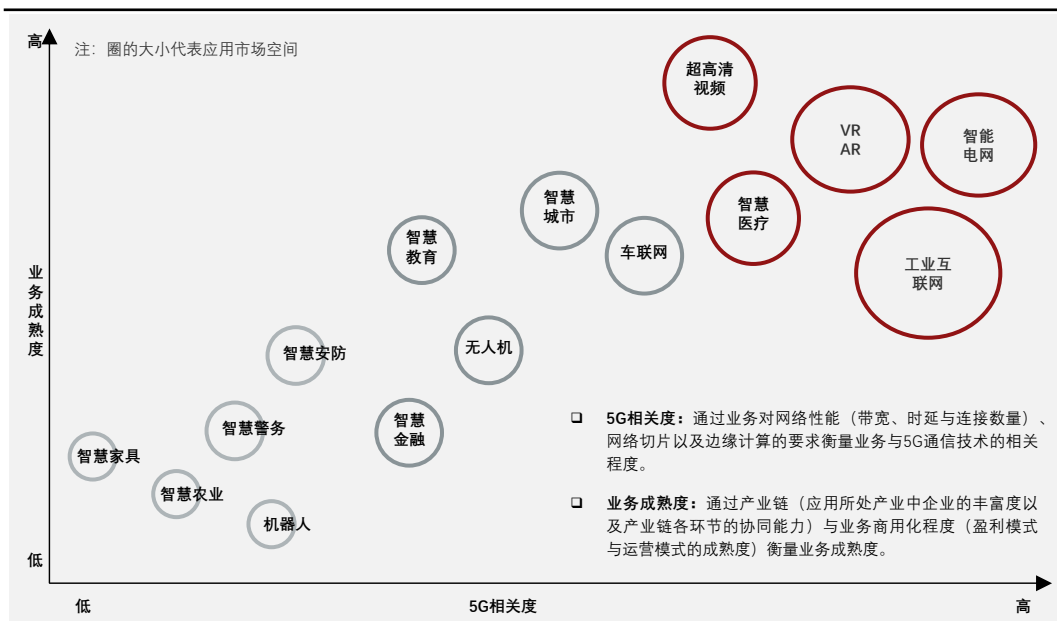 高
注：圈的大小代表应用市场空间
超高清
视频
VR
AR
智能
电网
智慧
城市
智慧
医疗
智慧
教育
车联网
工业互
联网
业
务
成
熟
度
智慧安防
无人机
智慧警务
智慧
金融
智慧家具
智慧农业
机器人
❑ 5G相关度：通过业务对网络性能（带宽、时延与连接数量）、
网络切片以及边缘计算的要求衡量业务与5G通信技术的相关
程度。
❑ 业务成熟度：通过产业链（应用所处产业中企业的丰富度以
及产业链各环节的协同能力）与业务商用化程度（盈利模式
与运营模式的成熟度）衡量业务成熟度。
低
低
5G相关度
高